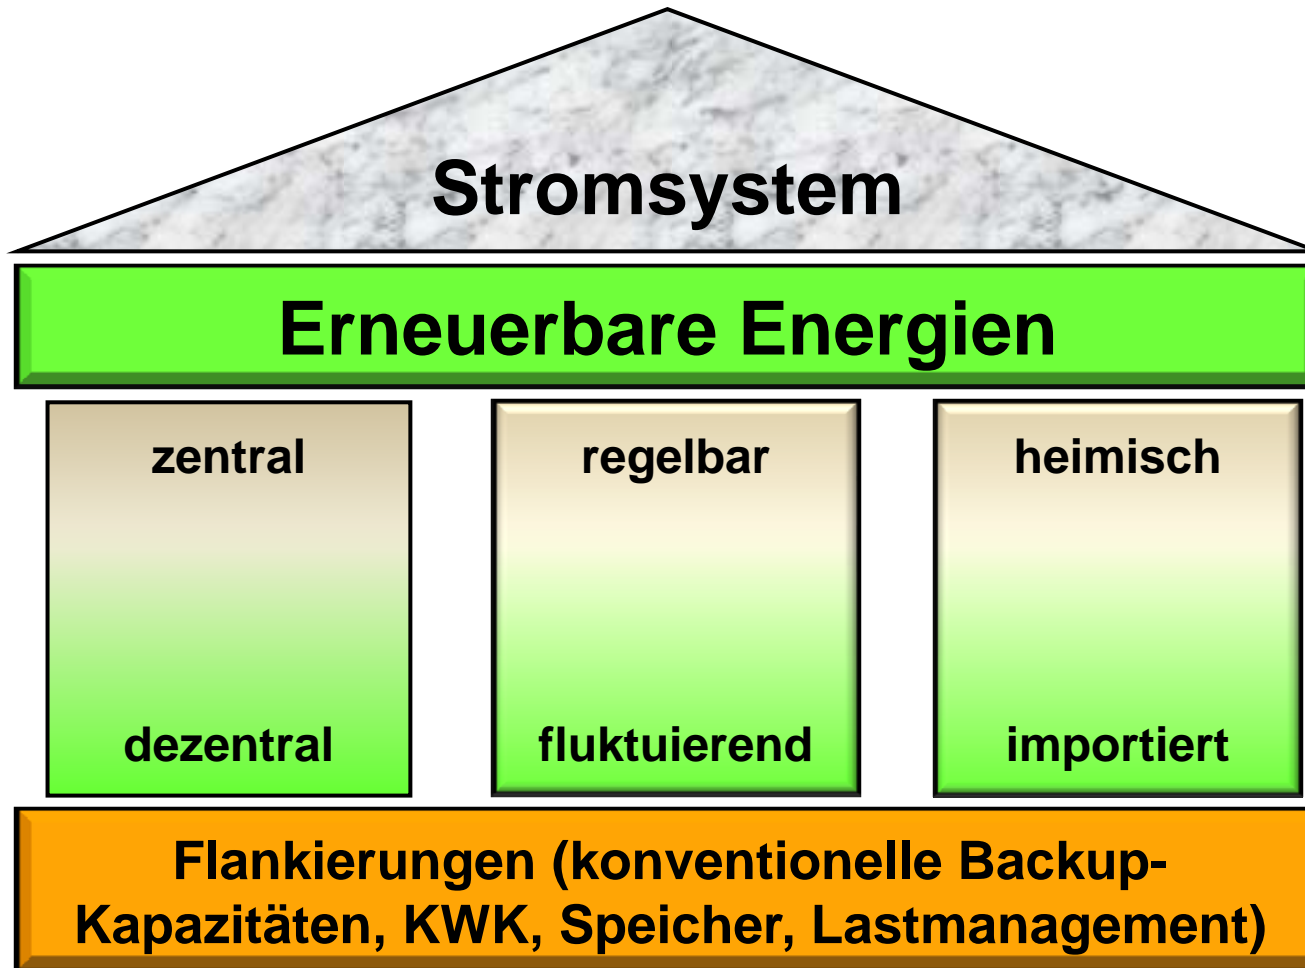 Stromsystem
Erneuerbare Energien
zentral
dezentral
regelbar
fluktuierend
heimisch
importiert
Flankierungen (konventionelle Backup-
Kapazitäten, KWK, Speicher, Lastmanagement)